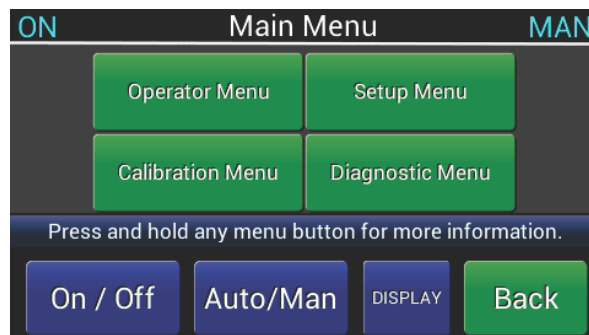 ON Main Menu MAN
Operator Menu Setup Menu
Calibration Menu Diagnostic Menu
Press and hold any menu button for more information.
On / Off Auto/Man DISPLAY Back